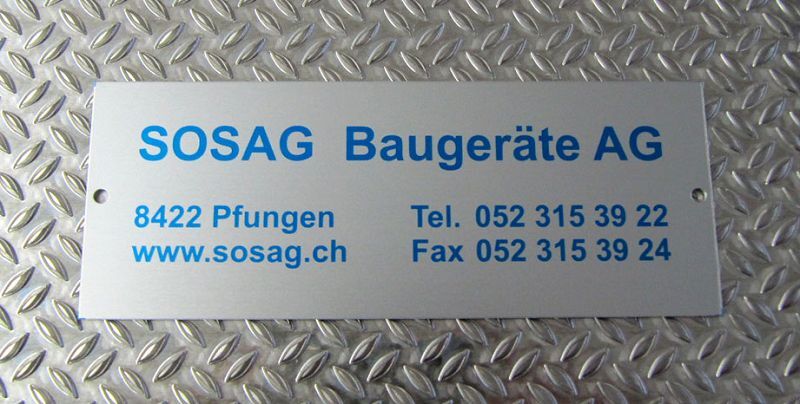 SOSAG Baugeräte AG
8422 Pfungen Tel. 052 315 39 22
www.sosag.ch Fax 052 315 39 24